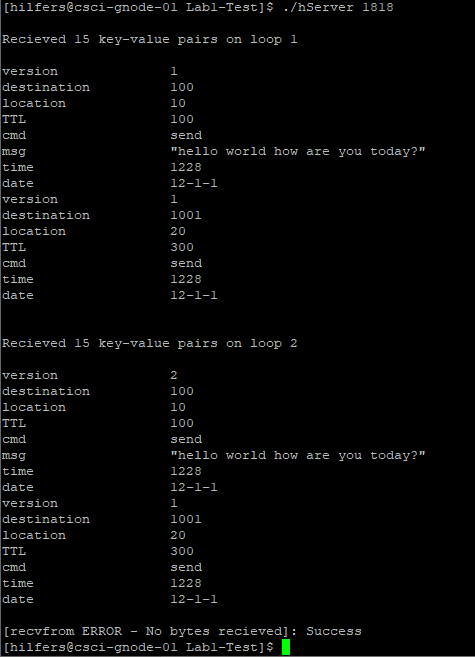 [hilfers@csci-gnode-01 Lab1-Test]$ ./hServer 1818
Recieved 15 key-value pairs on loop 1
version 1
destination 100
location 10
TTL 100
cmd send
msg "hello world how are you today?"
time 1228
date 12-1-1
version 1
destination 1001
location 20
TTL 300
cmd send
time 1228
date 12-1-1
Recieved 15 key-value pairs on loop 2
version 2
destination 100
location 10
TTL 100
cmd send
msg "hello world how are you today?"
time 1228
date 12-1-1
version 1
destination 1001
location 20
TTL 300
cmd send
time 1228
date 12-1-1
[recvfrom ERROR - No bytes recieved]: Success
[hilfers@csci-gnode-01 Lab1-Test]$